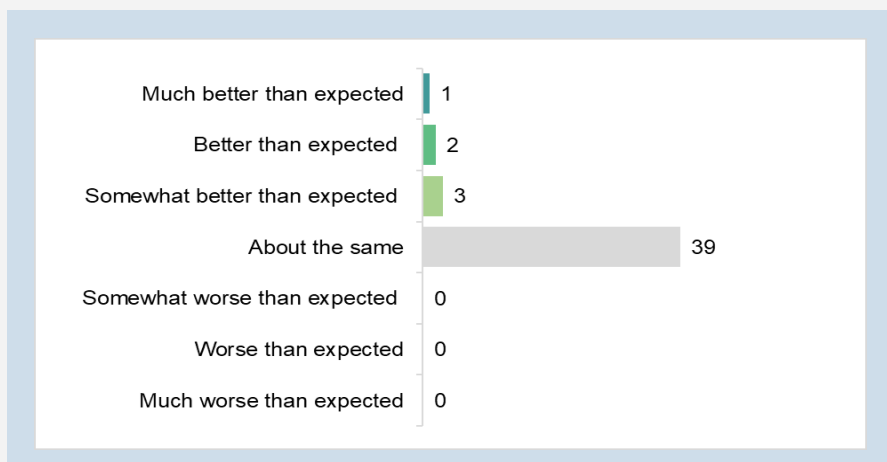 Much better than expected 1
Better than expected 2
Somewhat better than expected 3
About the same 39
Somewhat worse than expected 0
Worse than expected 0
Much worse than expected 0